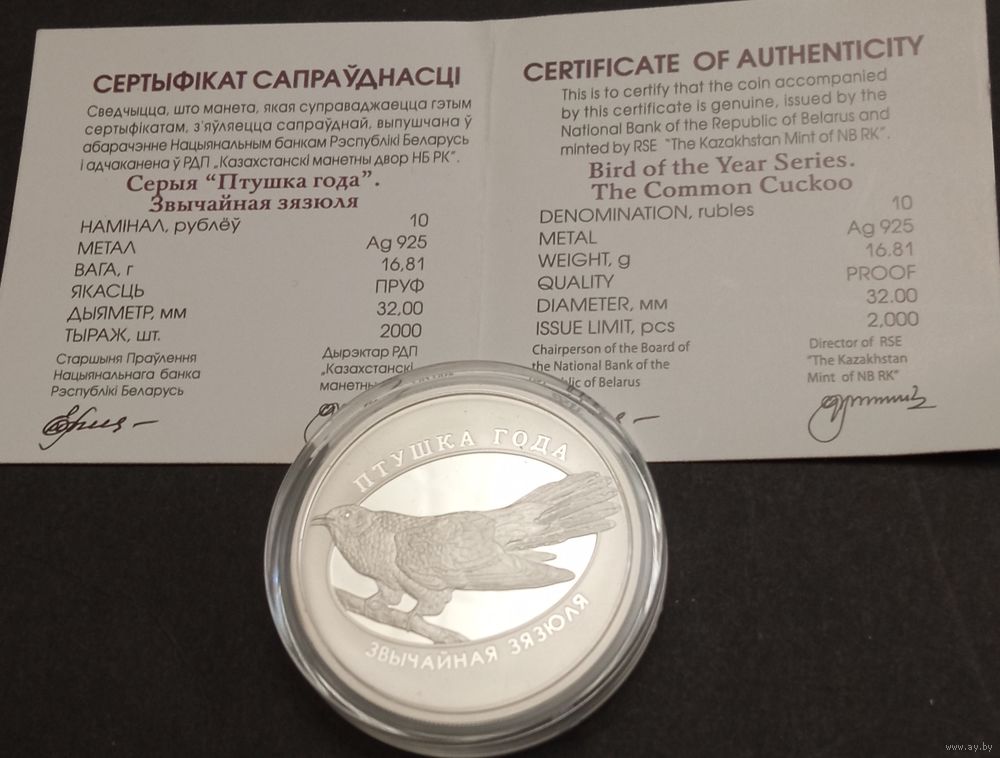 СЕРТЫФІКАТ САПРАЎДНАСЦІ
Сведчыцца, што манета, якая суправаджаецца гэтым
сертыфікатам, з'яўляецца сапраўднай, выпушчана ў
абарачэнне Нацыянальным банкам Рэспублікі Беларусь
і адчаканена ў РДП „Казахстанскі манетны двор НБ РК".
Серыя “Птушка года”.
Звычайная зязюля
НАМІНАЛ, рублёў 10
МЕТАЛ Ag 925
ВАГА, г 16,81
ЯКАСЦЬ ПРУФ
ДЫЯМЕТР, мм 32,00
ТЫРАЖ, шт. 2000
Старшыня Праўлення
Нацыянальнага банка
Рэспублікі Беларусь
Дырэктар РДП
„Казахстанскі
манетны
CERTIFICATE OF AUTHENTICITY
This is to certify that the coin accompanied
by this certificate is genuine, issued by the
National Bank of the Republic of Belarus and
minted by RSE "The Kazakhstan Mint of NB RK".
Bird of the Year Series.
The Common Cuckoo
DENOMINATION, rubles 10
METAL Ag 925
WEIGHT, g 16.81
QUALITY PROOF
DIAMETER, мм 32.00
ISSUE LIMIT, pcs 2,000
Chairperson of the Board of
the National Bank of the
of Belarus
Director of RSE
"The Kazakhstan
Mint of NB RK"
ПТУШКА ГОДА
ЗВЫЧАЙНАЯ ЗЯЗЮЛЯ
www.ay.by